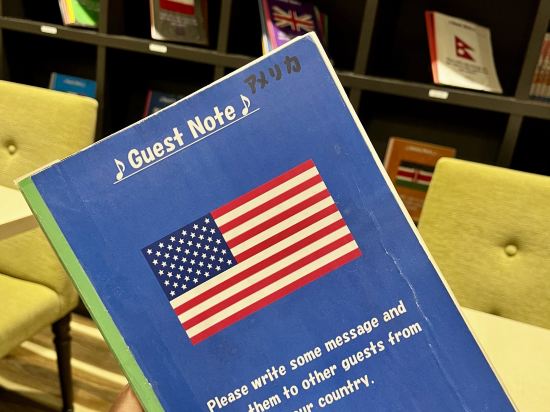 アメリカ
♪Guest Note♪
Please write some message and
them to other guests from
country.